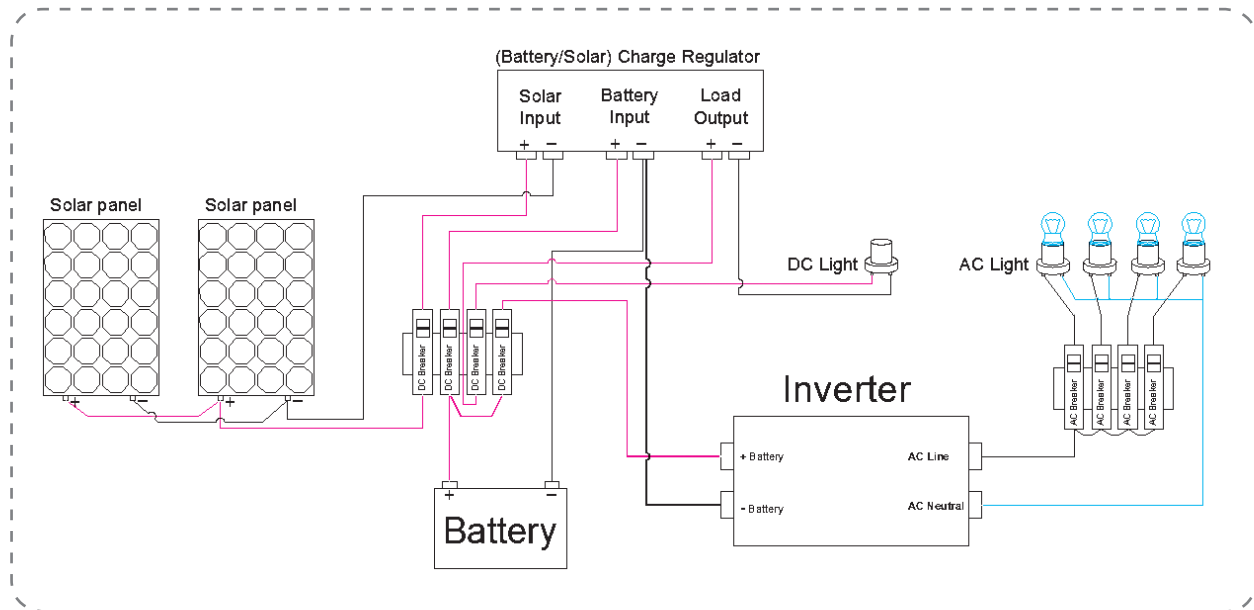 (Battery/Solar) Charge Regulator
Solar
Input
Battery
Input
Load
Output
+
−
+
−
+
−
Solar panel
Solar panel
+
−
+
−
DC Light
AC Light
DC Breaker
DC Breaker
DC Breaker
DC Breaker
AC Breaker
AC Breaker
AC Breaker
AC Breaker
Inverter
+ Battery
AC Line
- Battery
AC Neutral
+
−
Battery